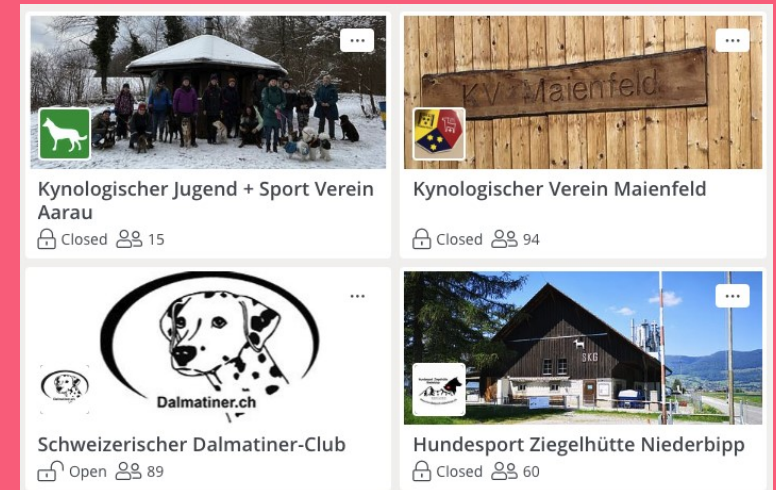 Kynologischer Jugend + Sport Verein
Aarau
Closed 15
KV Maienfeld
Kynologischer Verein Maienfeld
Closed 94
Dalmatiner.ch
Schweizerischer Dalmatiner-Club
Open 89
SKG
Hundesport Ziegelhütte Niederbipp
Closed 60